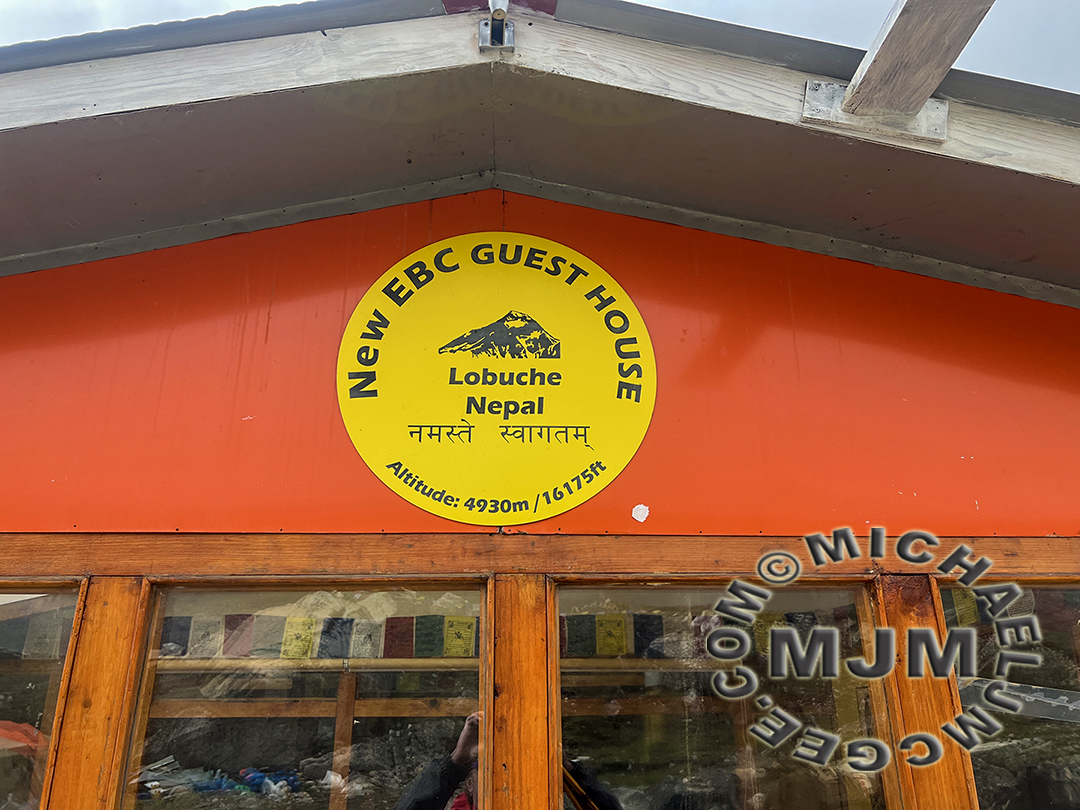 New EBC GUEST HOUSE
Lobuche
Nepal
नमस्ते स्वागतम्
Altitude: 4930m / 16175ft
© MICHAELJMCGEE.COM
MJM